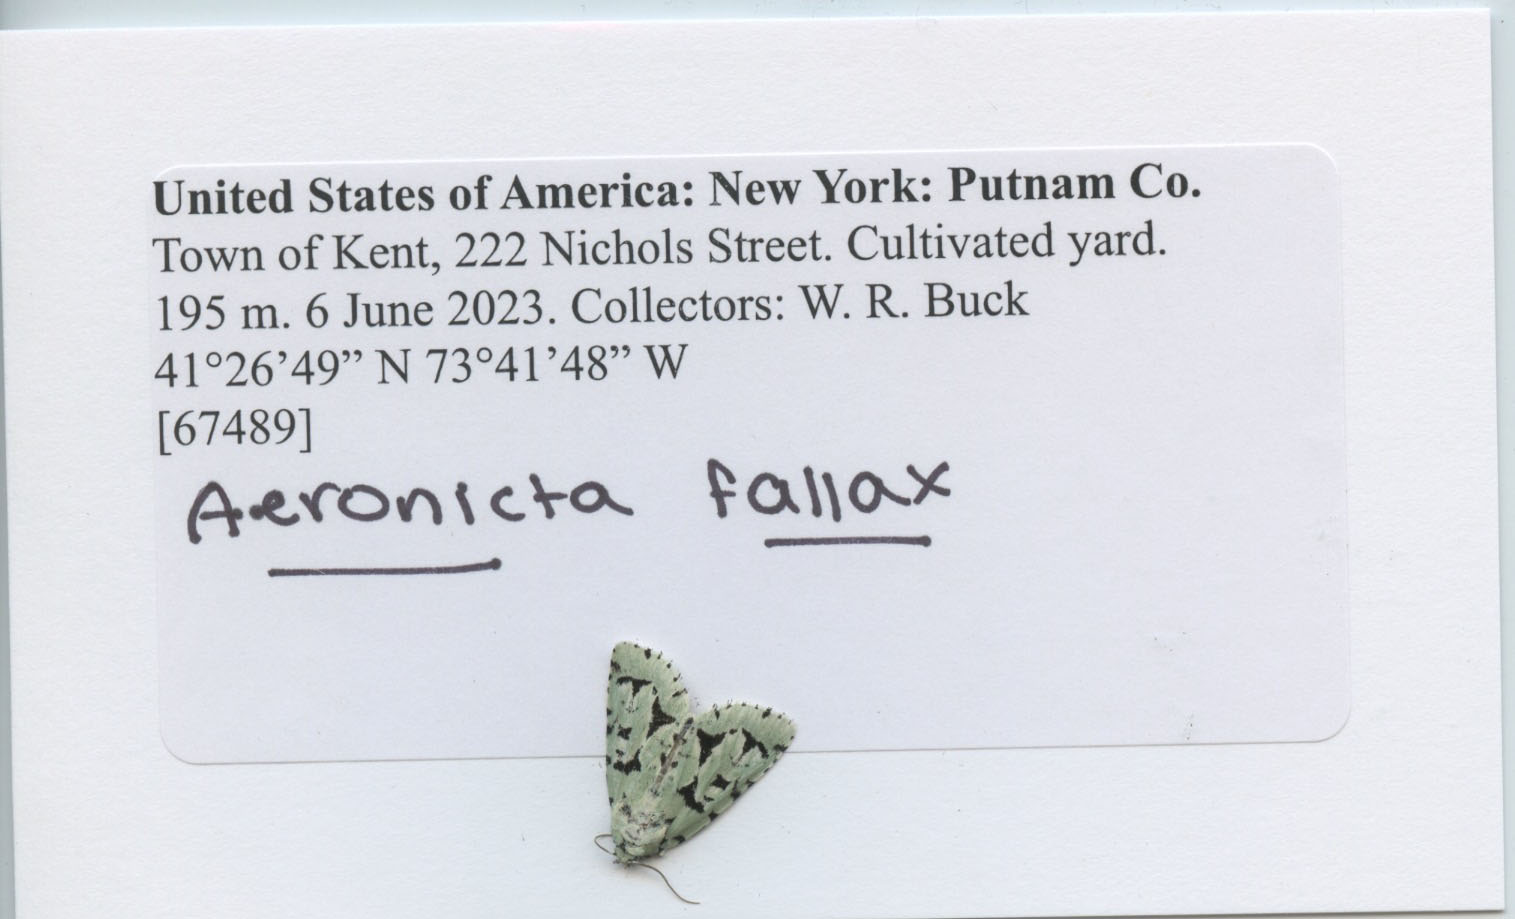 United States of America: New York: Putnam Co.
Town of Kent, 222 Nichols Street. Cultivated yard.
195 m. 6 June 2023. Collectors: W. R. Buck
41°26’49” N 73°41’48” W
[67489]
Aeronicta fallax